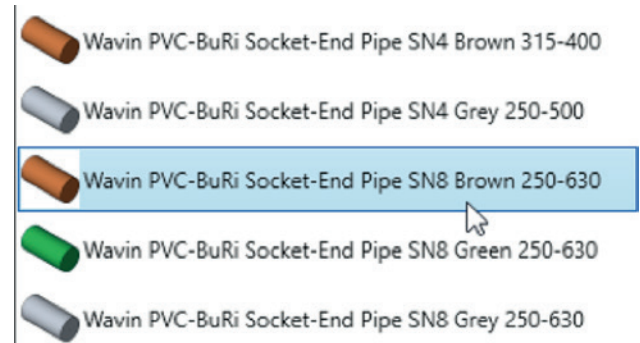 Wavin PVC-BuRi Socket-End Pipe SN4 Brown 315-400
Wavin PVC-BuRi Socket-End Pipe SN4 Grey 250-500
Wavin PVC-BuRi Socket-End Pipe SN8 Brown 250-630
Wavin PVC-BuRi Socket-End Pipe SN8 Green 250-630
Wavin PVC-BuRi Socket-End Pipe SN8 Grey 250-630